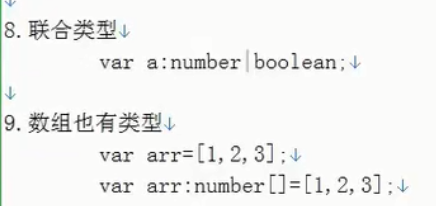 8.联合类型↓
var a:number|boolean;↓
↓
9.数组也有类型↓
var arr=[1,2,3];↓
var arr:number[]=[1,2,3];↓